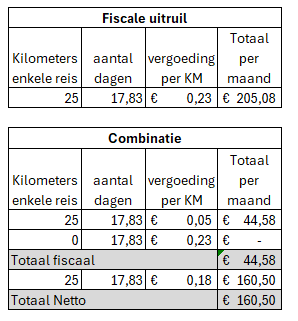 Fiscale uitruil
Kilometers enkele reis aantal dagen vergoeding per KM Totaal per maand
25 17,83 € 0,23 € 205,08
Combinatie
Kilometers enkele reis aantal dagen vergoeding per KM Totaal per maand
25 17,83 € 0,05 € 44,58
0 17,83 € 0,23 € -
Totaal fiscaal € 44,58
25 17,83 € 0,18 € 160,50
Totaal Netto € 160,50